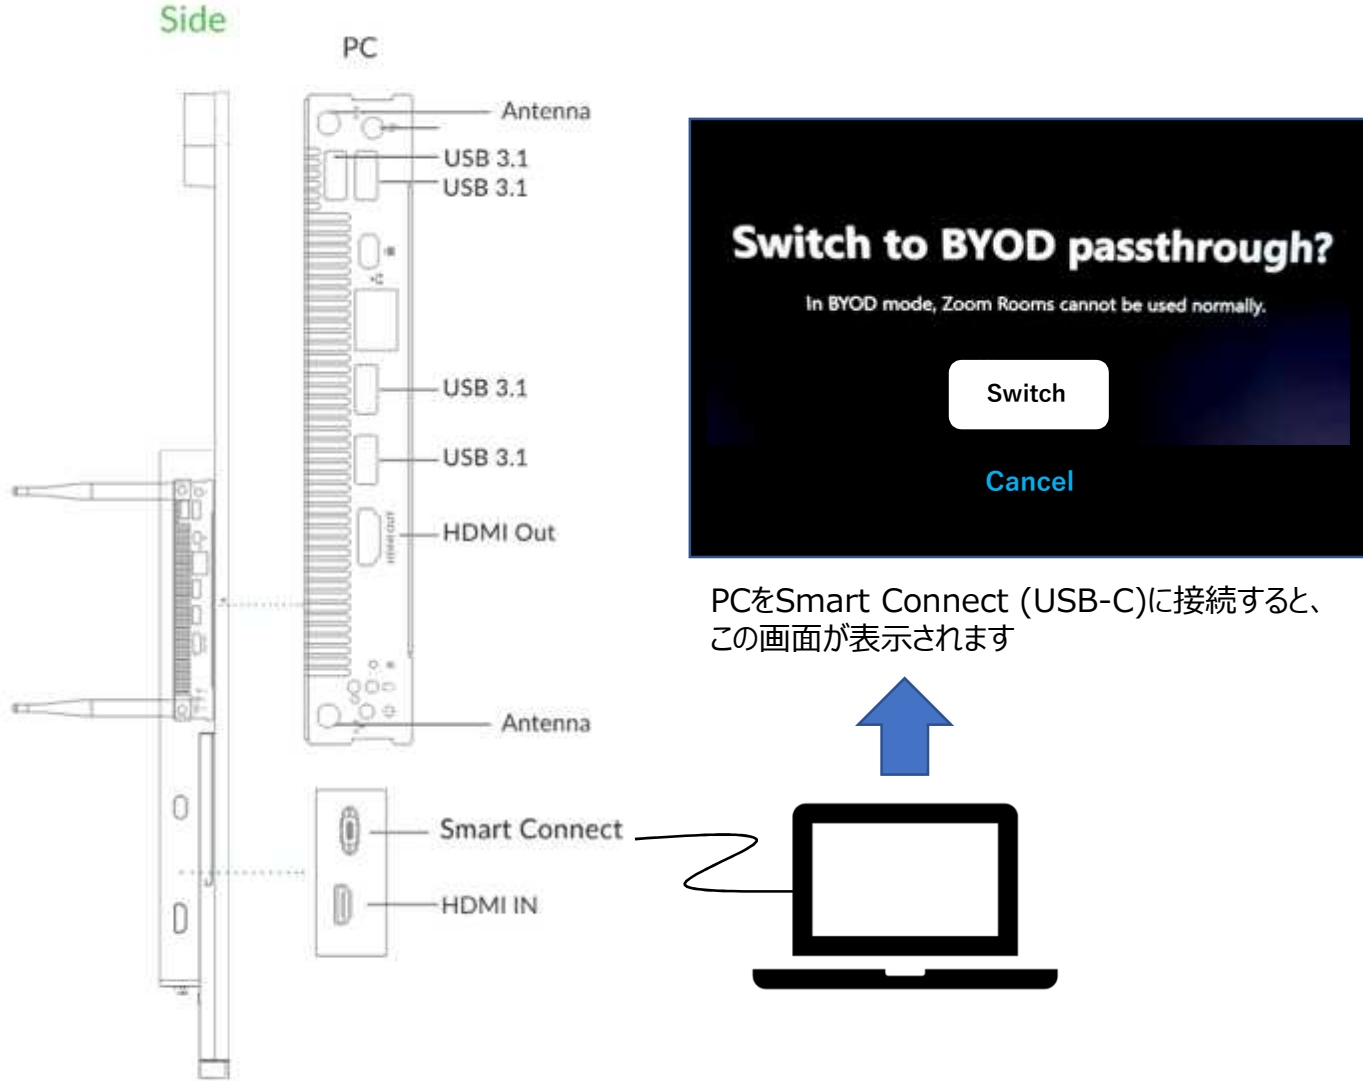 Side
PC
Antenna
USB 3.1
USB 3.1
USB 3.1
USB 3.1
HDMI Out
HDMI OUT
Antenna
Smart Connect
HDMI IN
Switch to BYOD passthrough?
In BYOD mode, Zoom Rooms cannot be used normally.
Switch
Cancel
PCをSmart Connect (USB-C)に接続すると、
この画面が表示されます